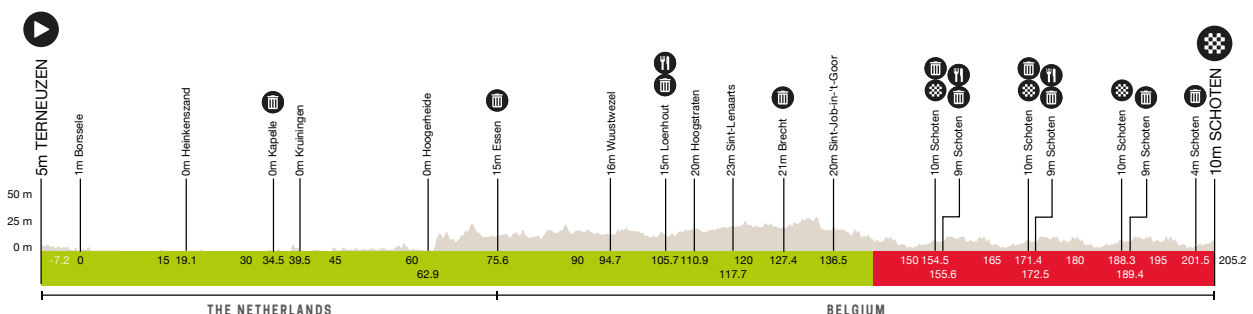 5m TERNEUZEN
1m Borssele
0m Heinkenszand
0m Kapelle
0m Kruiningen
0m Hoogerheide
15m Essen
16m Wuustwezel
15m Loenhout
20m Hoogstraten
23m Sint-Lenaarts
21m Brecht
20m Sint-Job-in-'t-Goor
10m Schoten
9m Schoten
10m Schoten
9m Schoten
10m Schoten
9m Schoten
4m Schoten
10m SCHOTEN
50 m
25 m
0 m
-7.2 0 15 19.1 30 34.5 39.5 45 60 75.6 90 94.7 105.7 110.9 120 127.4 136.5 150 154.5 165 171.4 180 188.3 195 201.5 205.2
62.9 117.7 155.6 172.5 189.4
THE NETHERLANDS BELGIUM